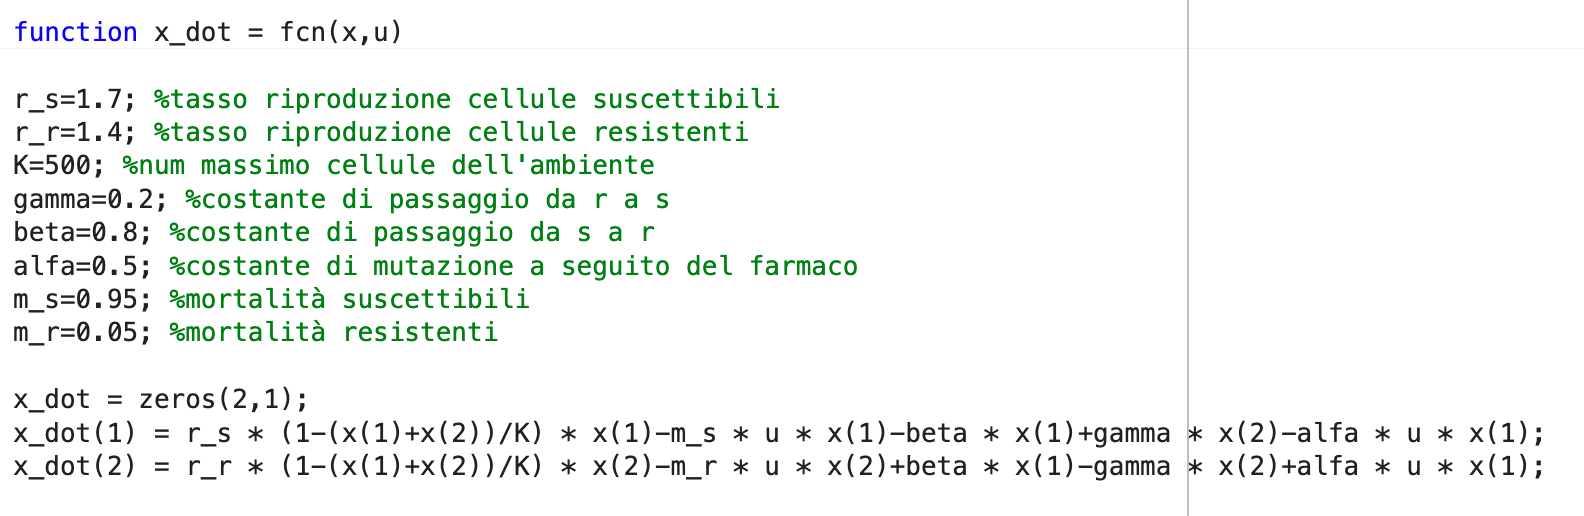 function x_dot = fcn(x,u)
r_s=1.7; %tasso riproduzione cellule suscettibili
r_r=1.4; %tasso riproduzione cellule resistenti
K=500; %num massimo cellule dell'ambiente
gamma=0.2; %costante di passaggio da r a s
beta=0.8; %costante di passaggio da s a r
alfa=0.5; %costante di mutazione a seguito del farmaco
m_s=0.95; %mortalità suscettibili
m_r=0.05; %mortalità resistenti
x_dot = zeros(2,1);
x_dot(1) = r_s * (1-(x(1)+x(2))/K) * x(1)-m_s * u * x(1)-beta * x(1)+gamma * x(2)-alfa * u * x(1);
x_dot(2) = r_r * (1-(x(1)+x(2))/K) * x(2)-m_r * u * x(2)+beta * x(1)-gamma * x(2)+alfa * u * x(1);